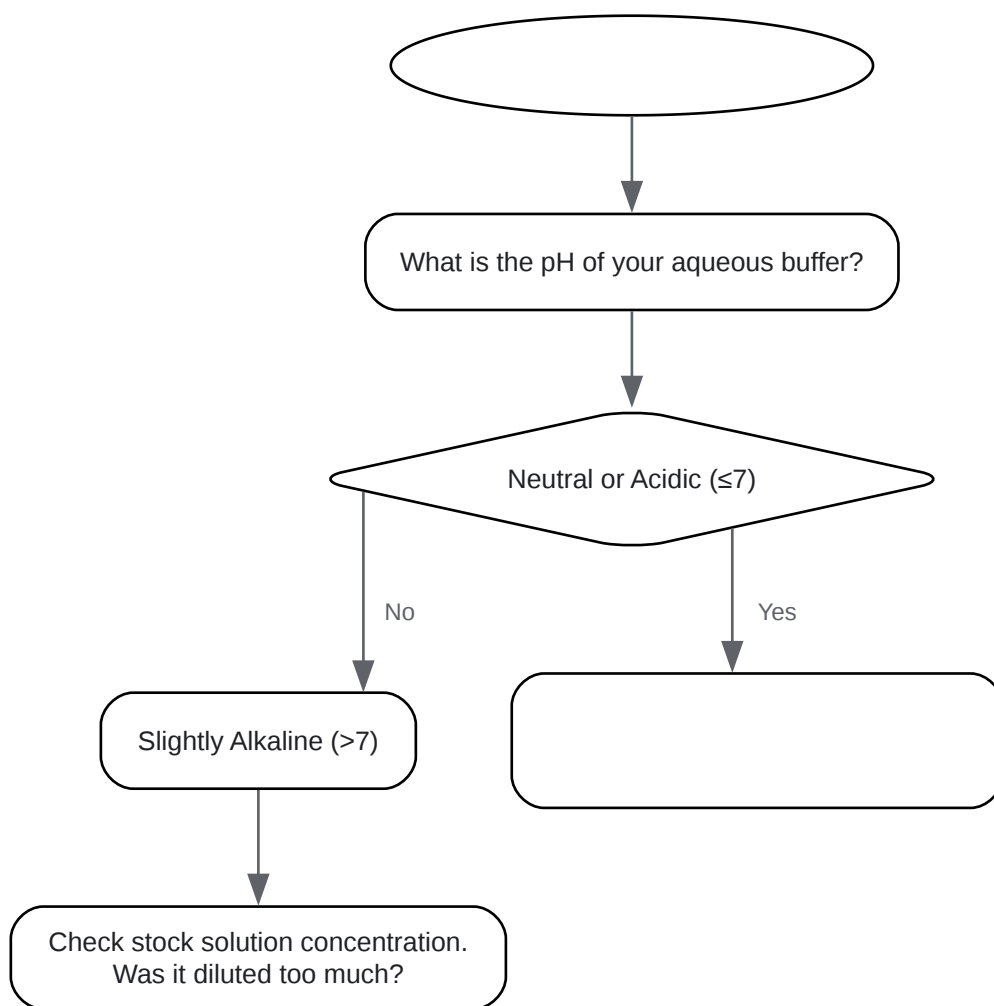 What is the pH of your aqueous buffer?
Neutral or Acidic (≤7)
No
Yes
Slightly Alkaline (>7)
Check stock solution concentration.
Was it diluted too much?